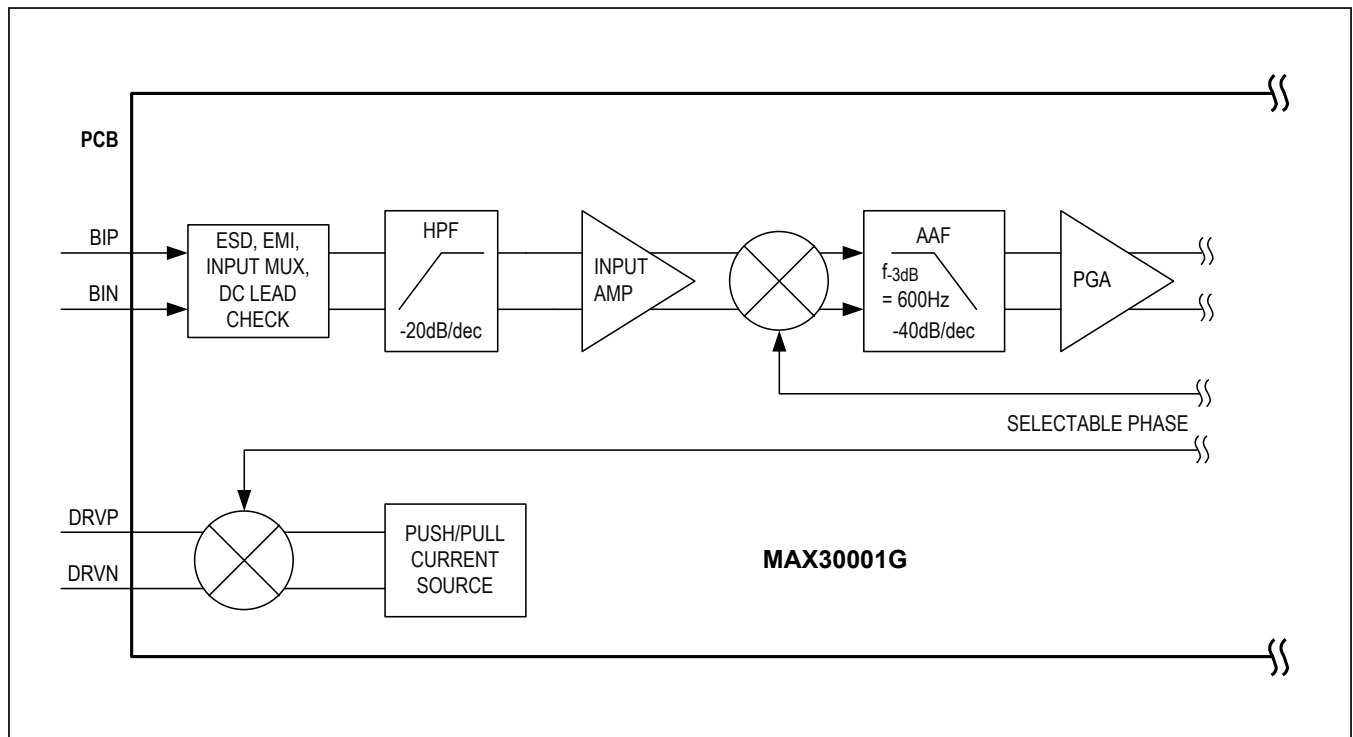 PCB
BIP
BIN
ESD, EMI,
INPUT MUX,
DC LEAD
CHECK
HPF
-20dB/dec
INPUT
AMP
AAF
f-3dB
= 600Hz
-40dB/dec
PGA
SELECTABLE PHASE
DRVP
DRVN
PUSH/PULL
CURRENT
SOURCE
MAX30001G